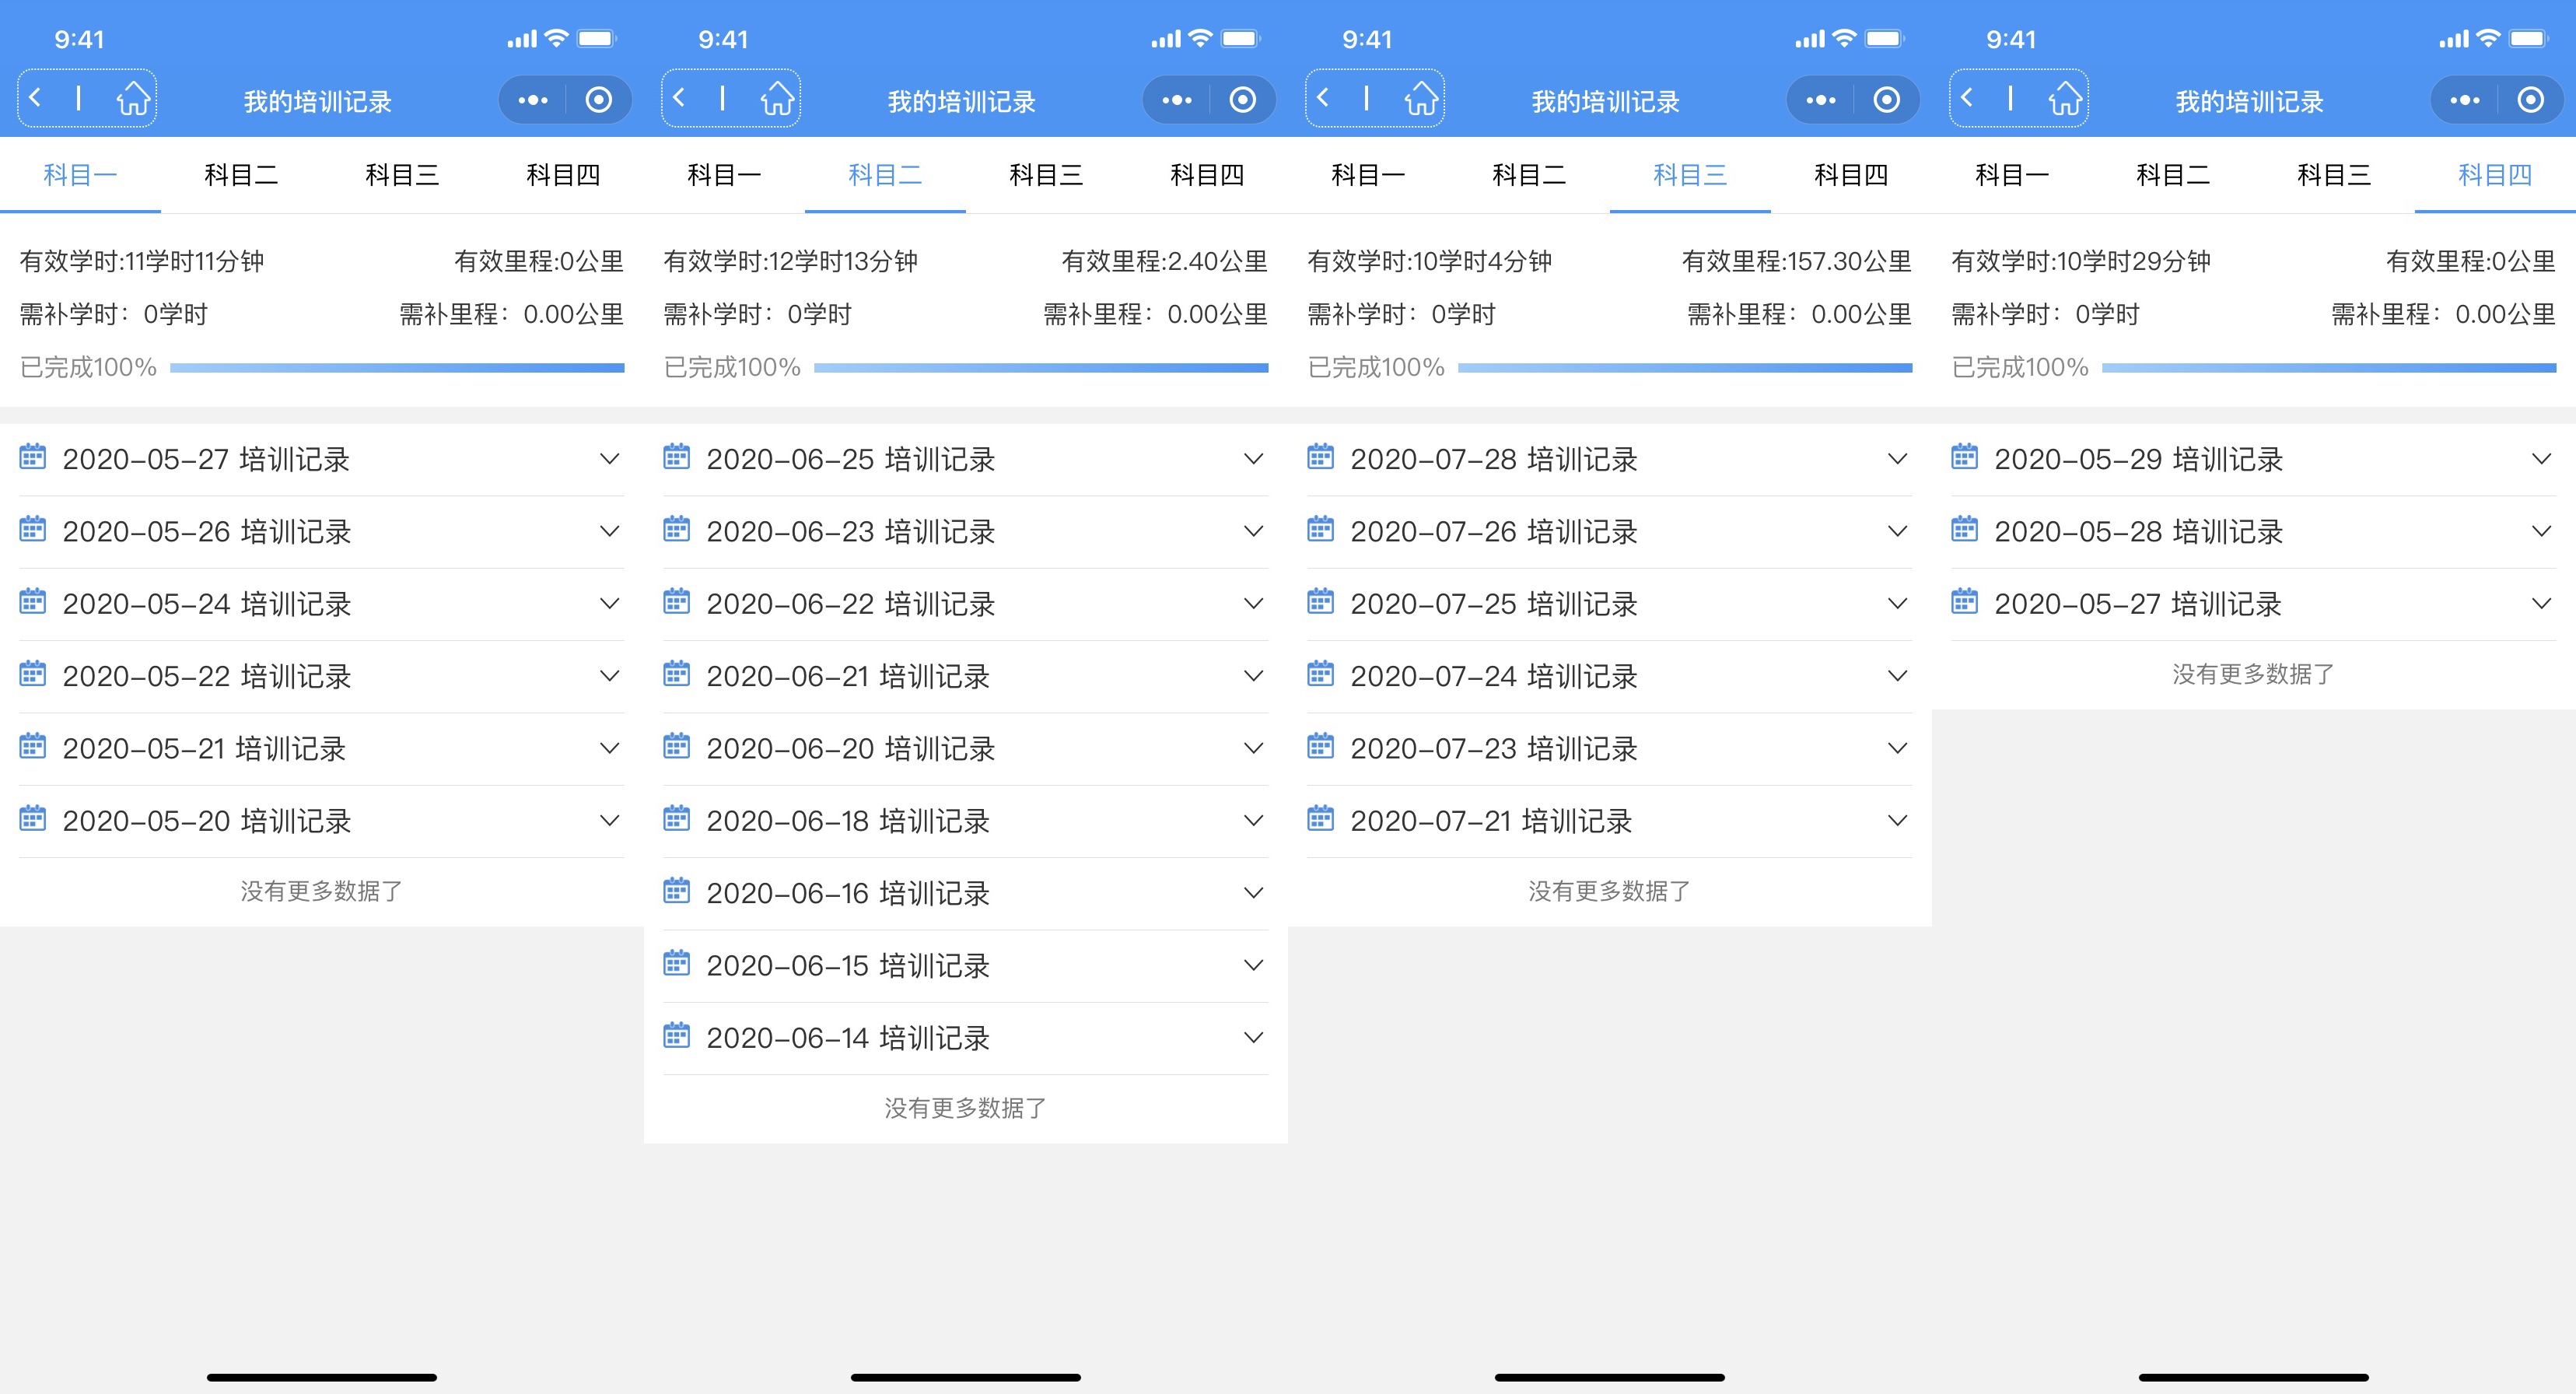 9:41
我的培训记录
科目一 科目二 科目三 科目四
有效学时:11学时11分钟 有效里程:0公里
需补学时：0学时 需补里程：0.00公里
已完成100%
2020-05-27 培训记录
2020-05-26 培训记录
2020-05-24 培训记录
2020-05-22 培训记录
2020-05-21 培训记录
2020-05-20 培训记录
没有更多数据了
9:41
我的培训记录
科目一 科目二 科目三 科目四
有效学时:12学时13分钟 有效里程:2.40公里
需补学时：0学时 需补里程：0.00公里
已完成100%
2020-06-25 培训记录
2020-06-23 培训记录
2020-06-22 培训记录
2020-06-21 培训记录
2020-06-20 培训记录
2020-06-18 培训记录
2020-06-16 培训记录
2020-06-15 培训记录
2020-06-14 培训记录
没有更多数据了
9:41
我的培训记录
科目一 科目二 科目三 科目四
有效学时:10学时4分钟 有效里程:157.30公里
需补学时：0学时 需补里程：0.00公里
已完成100%
2020-07-28 培训记录
2020-07-26 培训记录
2020-07-25 培训记录
2020-07-24 培训记录
2020-07-23 培训记录
2020-07-21 培训记录
没有更多数据了
9:41
我的培训记录
科目一 科目二 科目三 科目四
有效学时:10学时29分钟 有效里程:0公里
需补学时：0学时 需补里程：0.00公里
已完成100%
2020-05-29 培训记录
2020-05-28 培训记录
2020-05-27 培训记录
没有更多数据了